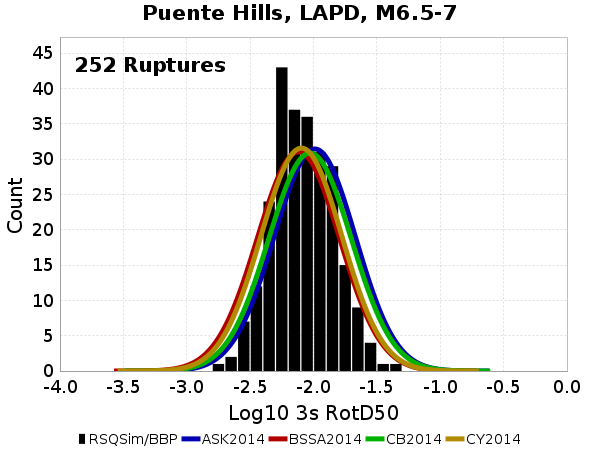 Puente Hills, LAPD, M6.5-7
252 Ruptures
Count
45
40
35
30
25
20
15
10
5
0
-4.0 -3.5 -3.0 -2.5 -2.0 -1.5 -1.0 -0.5 0.0
Log10 3s RotD50
RSQSim/BBP ASK2014 BSSA2014 CB2014 CY2014